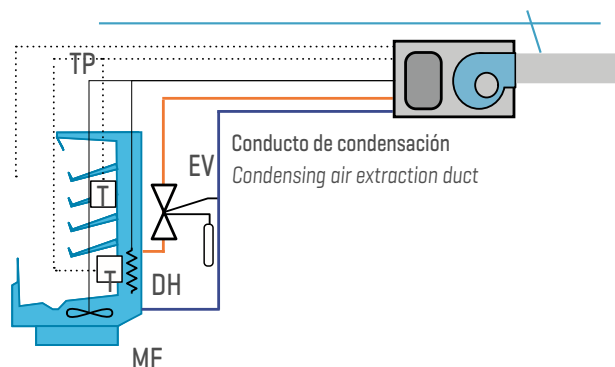 TP
EV
Conducto de condensación
Condensing air extraction duct
T
T
DH
MF